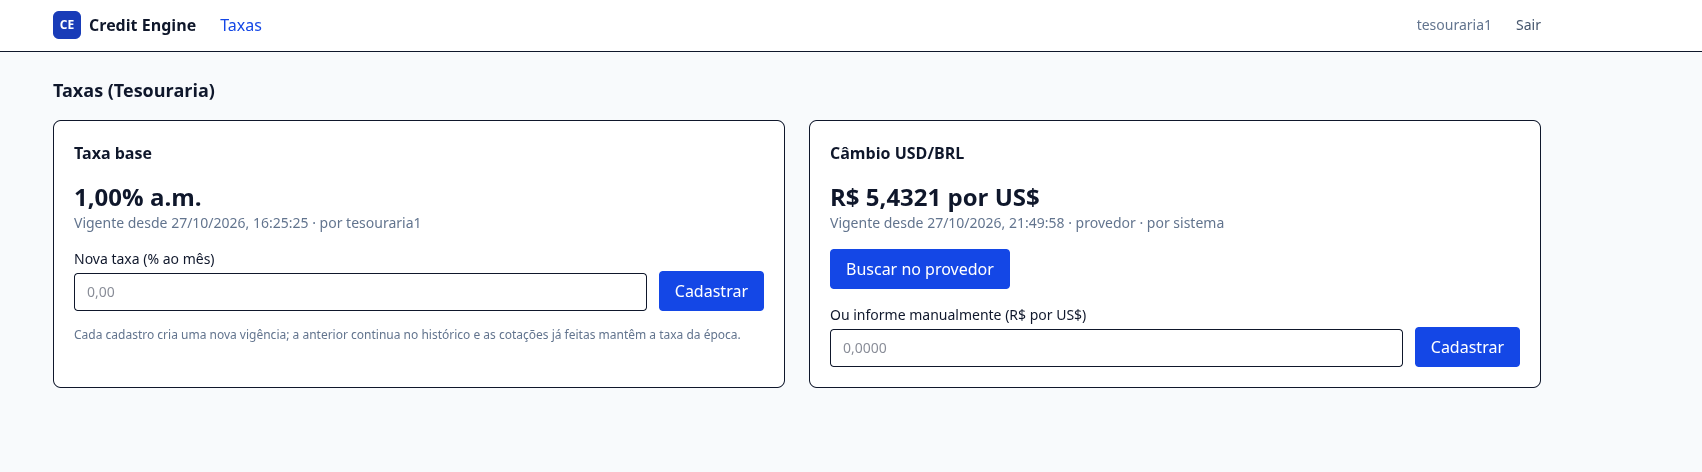 CE Credit Engine Taxas tesouraria1 Sair
Taxas (Tesouraria)
Taxa base
1,00% a.m.
Vigente desde 27/10/2026, 16:25:25 · por tesouraria1
Nova taxa (% ao mês)
0,00 Cadastrar
Cada cadastro cria uma nova vigência; a anterior continua no histórico e as cotações já feitas mantêm a taxa da época.
Câmbio USD/BRL
R$ 5,4321 por US$
Vigente desde 27/10/2026, 21:49:58 · provedor · por sistema
Buscar no provedor
Ou informe manualmente (R$ por US$)
0,0000 Cadastrar